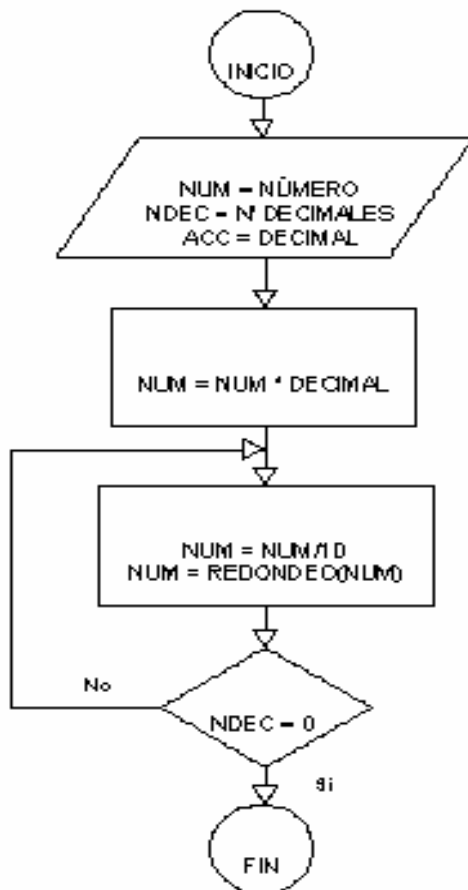 INICIO
NUM = NÚMERO
NDEC = Nº DECIMALES
ACC = DECIMAL
NUM = NUM * DECIMAL
NUM = NUM/10
NUM = REDONDEO(NUM)
No
NDEC = 0
Si
FIN